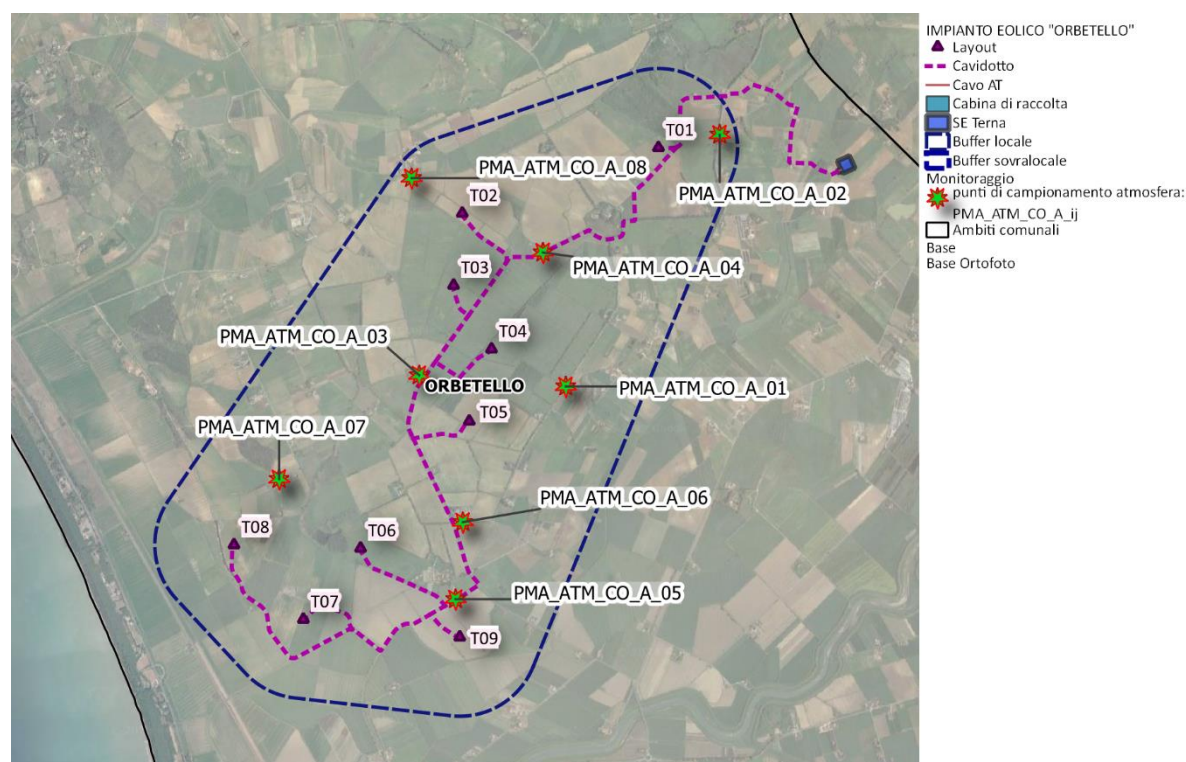 T01
PMA_ATM_CO_A_08
PMA_ATM_CO_A_02
T02
T03
PMA_ATM_CO_A_04
T04
PMA_ATM_CO_A_03
ORBETELLO
PMA_ATM_CO_A_01
T05
PMA_ATM_CO_A_07
PMA_ATM_CO_A_06
T08
T06
PMA_ATM_CO_A_05
T07
T09
IMPIANTO EOLICO "ORBETELLO"
Layout
Cavidotto
Cavo AT
Cabina di raccolta
SE Terna
Buffer locale
Buffer sovralocale
Monitoraggio
punti di campionamento atmosfera:
PMA_ATM_CO_A_ij
Ambiti comunali
Base
Base Ortofoto